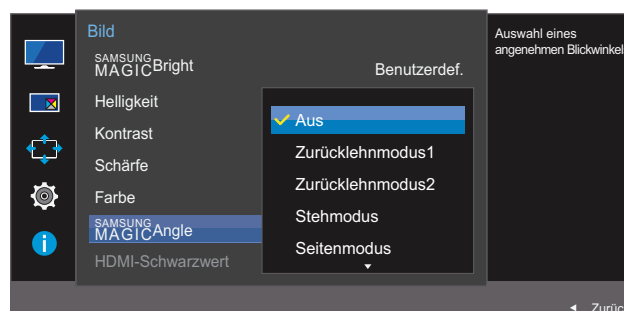 Bild
SAMSUNG
MAGICBright
Benutzerdef.
Helligkeit
Kontrast
Schärfe
Farbe
SAMSUNG
MAGICAngle
HDMI-Schwarzwert
Aus
Zurücklehnmodus1
Zurücklehnmodus2
Stehmodus
Seitenmodus
Auswahl eines
angenehmen Blickwinkel
Zurüc